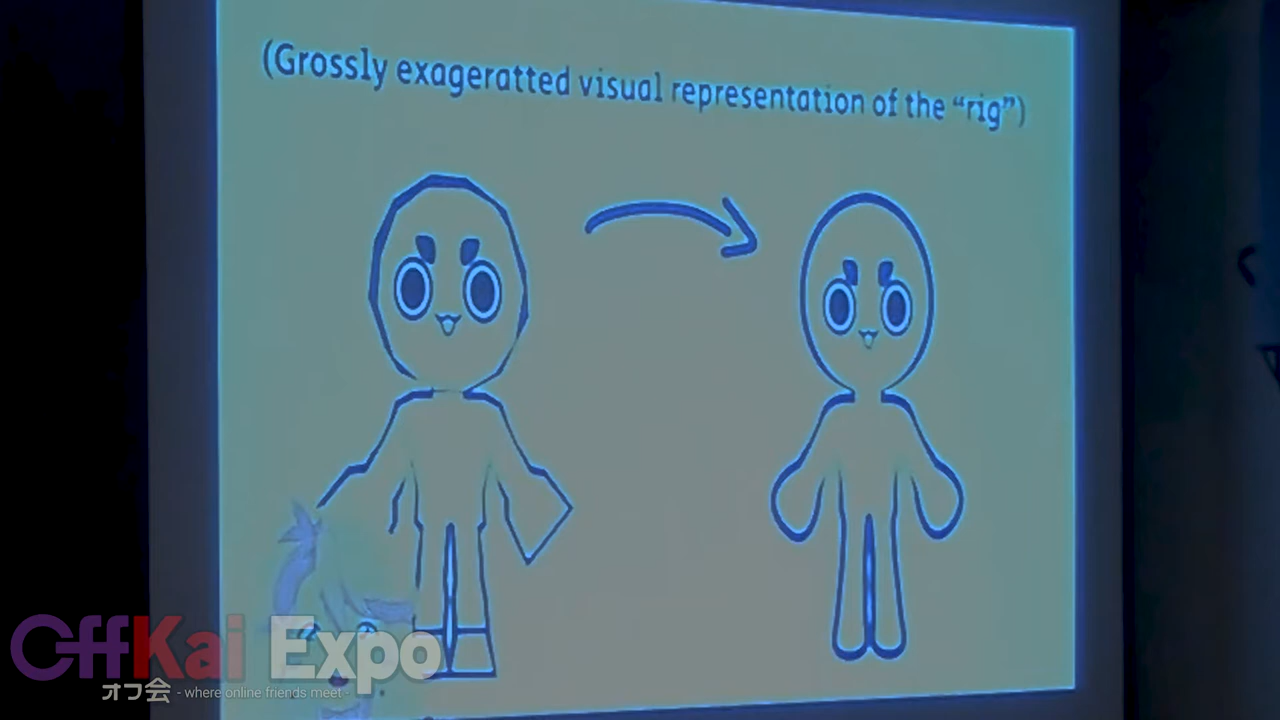 (Grossly exageratted visual representation of the “rig”)
OffKai Expo
オフ会 - where online friends meet -